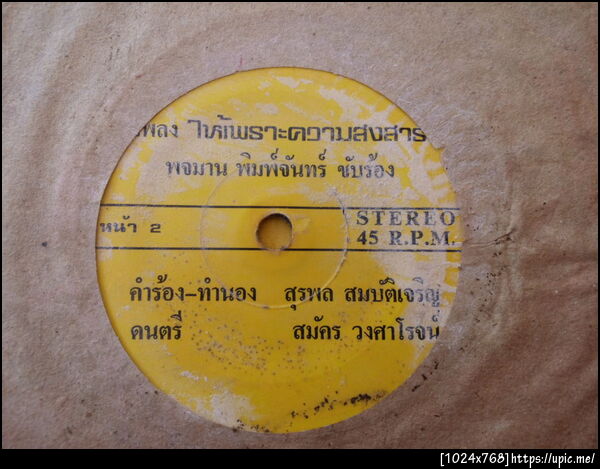 เพลง ไห้เพราะความสงสาร
พจมาน พิมพ์จันทร์ ขับร้อง
หน้า 2
STEREO
45 R.P.M.
คำร้อง-ทำนอง สุรพล สมบัติเจริญ
ดนตรี สมัคร วงศาโรจน์
[1024x768]https://upic.me/